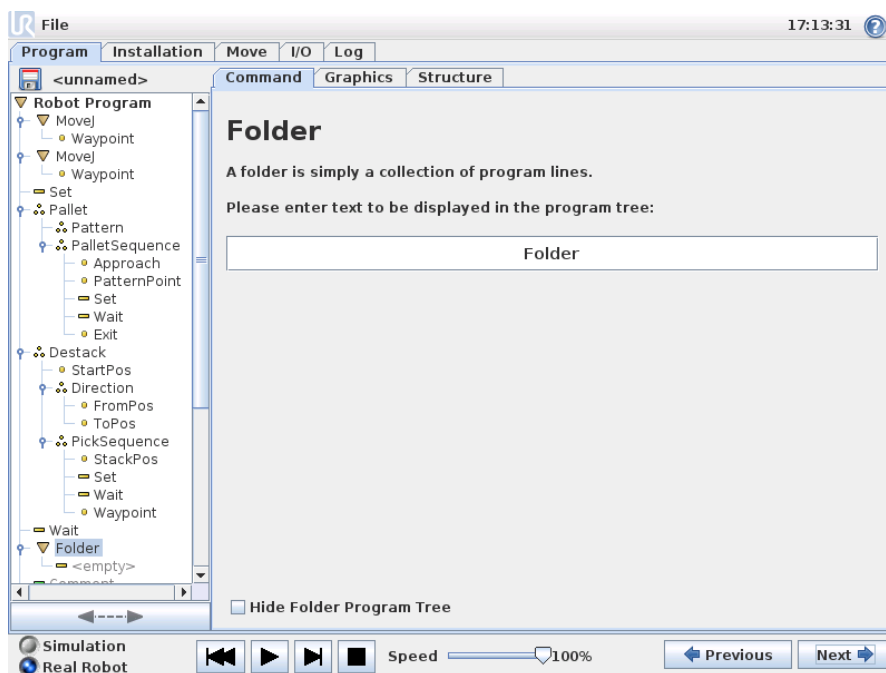 UR File 17:13:31 ?
Program Installation Move I/O Log
<unnamed>
Command Graphics Structure
Robot Program
MoveJ
Waypoint
MoveJ
Waypoint
Set
Pallet
Pattern
PalletSequence
Approach
PatternPoint
Set
Wait
Exit
Destack
StartPos
Direction
FromPos
ToPos
PickSequence
StackPos
Set
Wait
Waypoint
Wait
Folder
<empty>
Comment
Folder
A folder is simply a collection of program lines.
Please enter text to be displayed in the program tree:
Folder
Hide Folder Program Tree
Simulation
Real Robot
Speed 100%
Previous Next